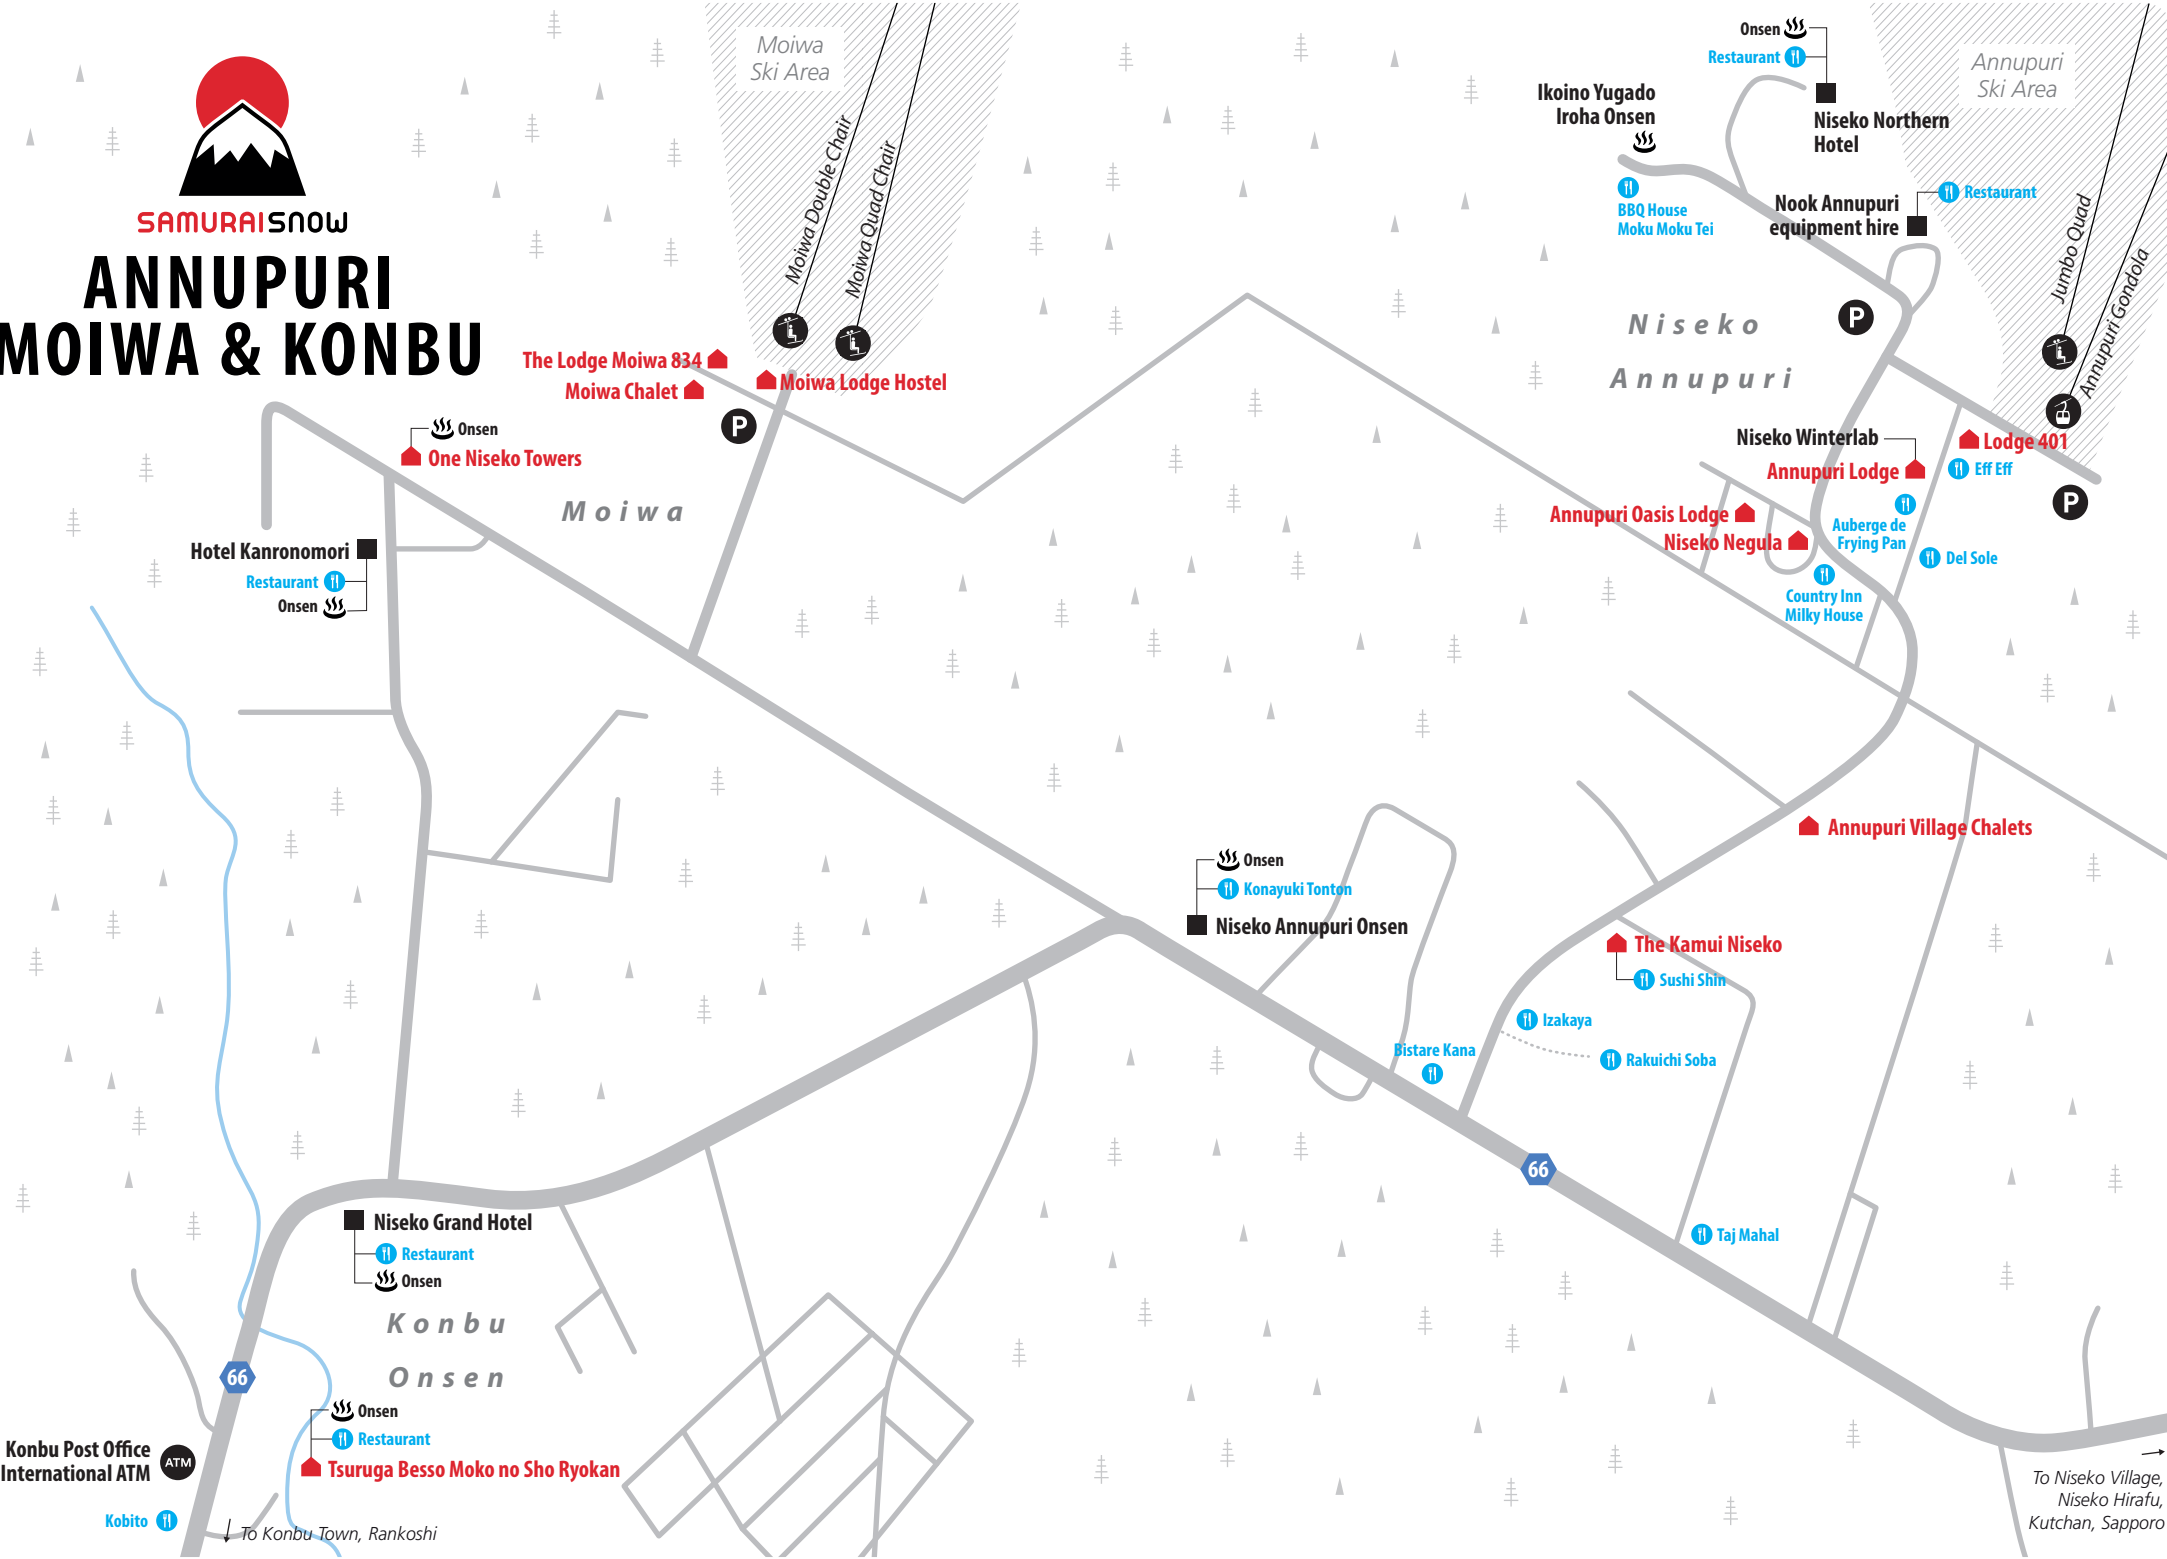 SAMURAISNOW
ANNUPURI
MOIWA & KONBU
Moiwa
Ski Area
Moiwa Double Chair
Moiwa Quad Chair
The Lodge Moiwa 834
Moiwa Chalet
Moiwa Lodge Hostel
P
Onsen
One Niseko Towers
Moiwa
Hotel Kanronomori
Restaurant
Onsen
Onsen
Restaurant
Niseko Northern
Hotel
Ikoino Yugado
Iroha Onsen
BBQ House
Moku Moku Tei
Nook Annupuri
equipment hire
Restaurant
Annupuri
Ski Area
Jumbo Quad
Annupuri Gondola
P
Niseko
Annupuri
Niseko Winterlab
Annupuri Lodge
Lodge 401
Eff Eff
P
Annupuri Oasis Lodge
Niseko Negula
Auberge de
Frying Pan
Del Sole
Country Inn
Milky House
Annupuri Village Chalets
Onsen
Konayuki Tonton
Niseko Annupuri Onsen
The Kamui Niseko
Sushi Shin
Izakaya
Rakuichi Soba
Bistare Kana
66
Taj Mahal
Niseko Grand Hotel
Restaurant
Onsen
Konbu
Onsen
66
Onsen
Restaurant
Tsuruga Besso Moko no Sho Ryokan
Konbu Post Office
International ATM
ATM
Kobito
To Konbu Town, Rankoshi
To Niseko Village,
Niseko Hirafu,
Kutchan, Sapporo